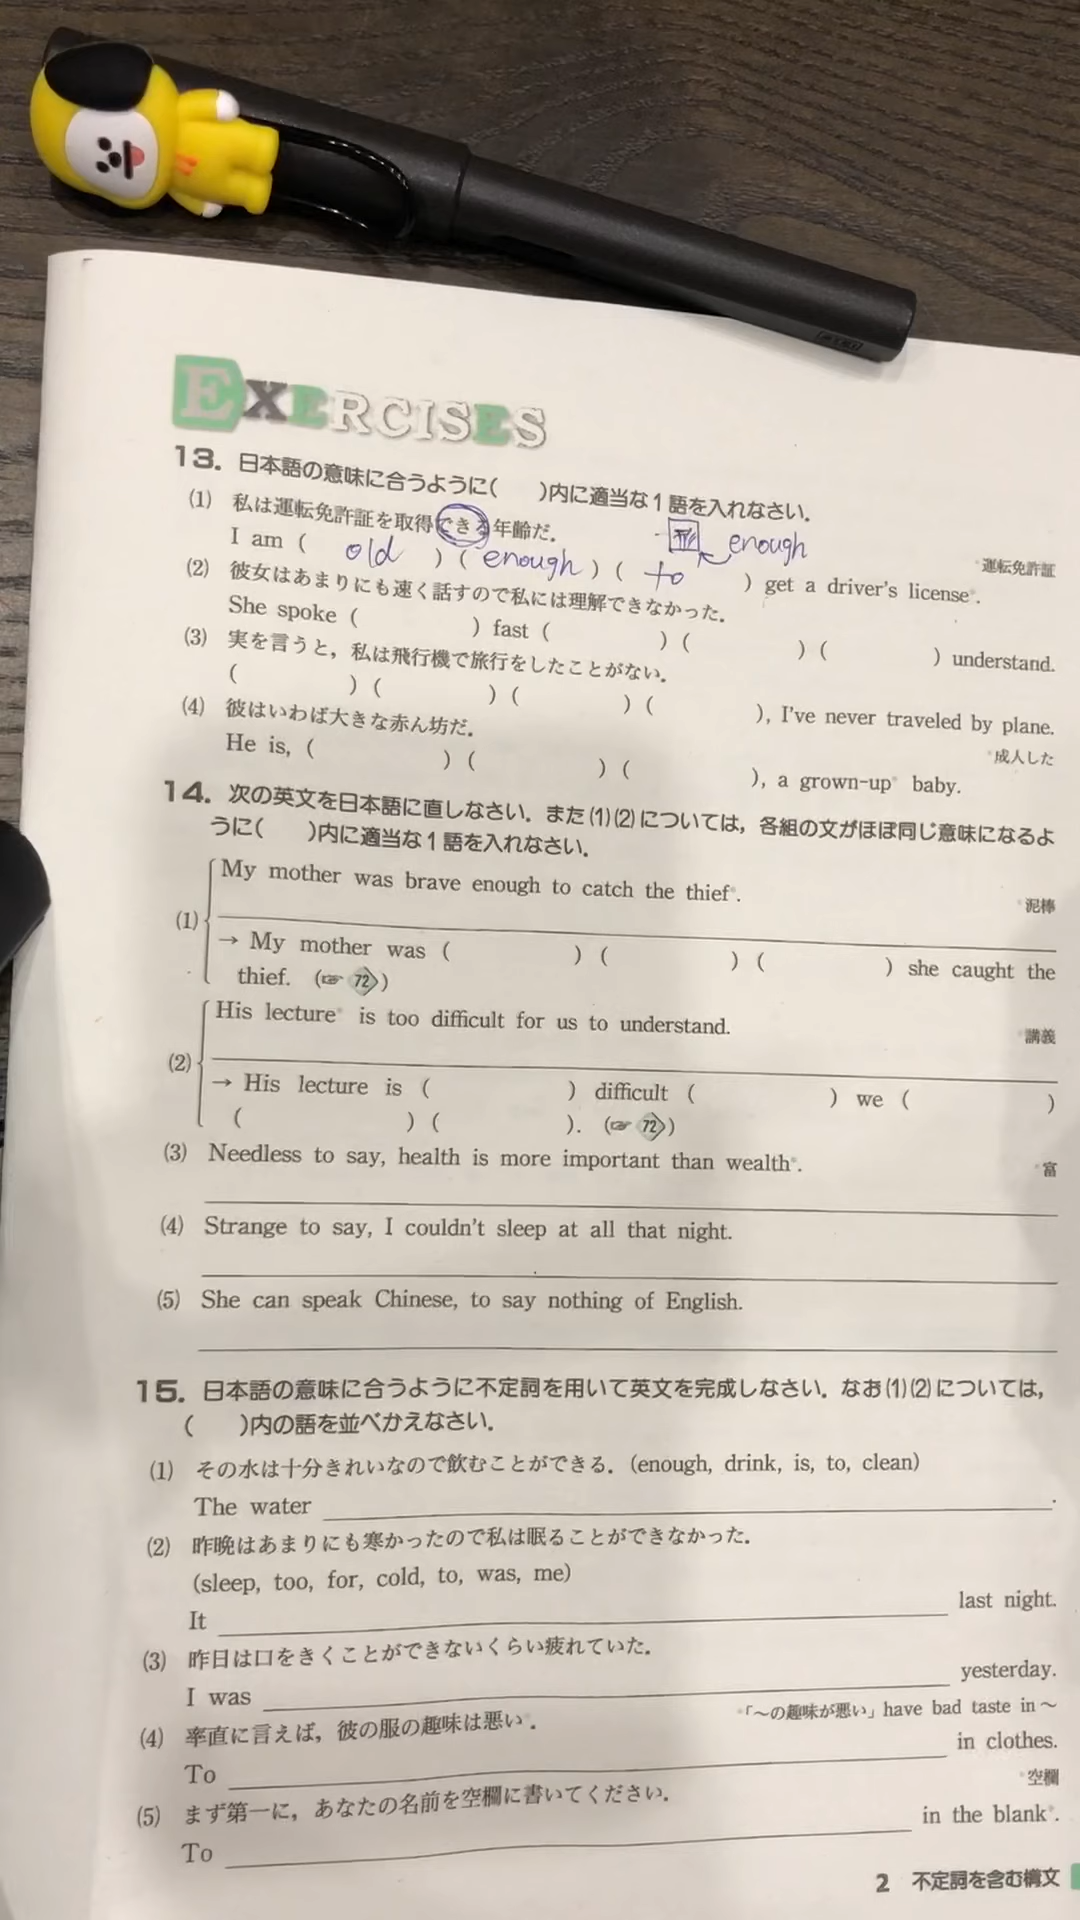 EXERCISES
13. 日本語の意味に合うように( )内に適当な1語を入れなさい.
(1) 私は運転免許証を取得できる年齢だ.
形 enough
*運転免許証
I am ( old ) ( enough ) ( to ) get a driver's license*.
(2) 彼女はあまりにも速く話すので私には理解できなかった.
She spoke ( ) fast ( ) ( ) ( ) understand.
(3) 実を言うと, 私は飛行機で旅行をしたことがない.
( ) ( ) ( ) ( ), I've never traveled by plane.
(4) 彼はいわば大きな赤ん坊だ.
*成人した
He is, ( ) ( ) ( ), a grown-up* baby.
14. 次の英文を日本語に直しなさい. また(1)(2)については, 各組の文がほぼ同じ意味になるよ
うに( )内に適当な1語を入れなさい.
(1) My mother was brave enough to catch the thief*.
*泥棒
→ My mother was ( ) ( ) ( ) she caught the
thief. (☞ 72)
(2) His lecture* is too difficult for us to understand.
*講義
→ His lecture is ( ) difficult ( ) we ( )
( ) ( ). (☞ 72)
(3) Needless to say, health is more important than wealth*.
*富
(4) Strange to say, I couldn't sleep at all that night.
(5) She can speak Chinese, to say nothing of English.
15. 日本語の意味に合うように不定詞を用いて英文を完成しなさい. なお(1)(2)については,
( )内の語を並べかえなさい.
(1) その水は十分きれいなので飲むことができる. (enough, drink, is, to, clean)
The water .
(2) 昨晩はあまりにも寒かったので私は眠ることができなかった.
(sleep, too, for, cold, to, was, me)
It last night.
(3) 昨日は口をきくことができないくらい疲れていた.
I was yesterday.
(4) 率直に言えば, 彼の服の趣味は悪い*.
*「〜の趣味が悪い」have bad taste in 〜
To in clothes.
(5) まず第一に, あなたの名前を空欄に書いてください.
*空欄
To in the blank*.
2 不定詞を含む構文